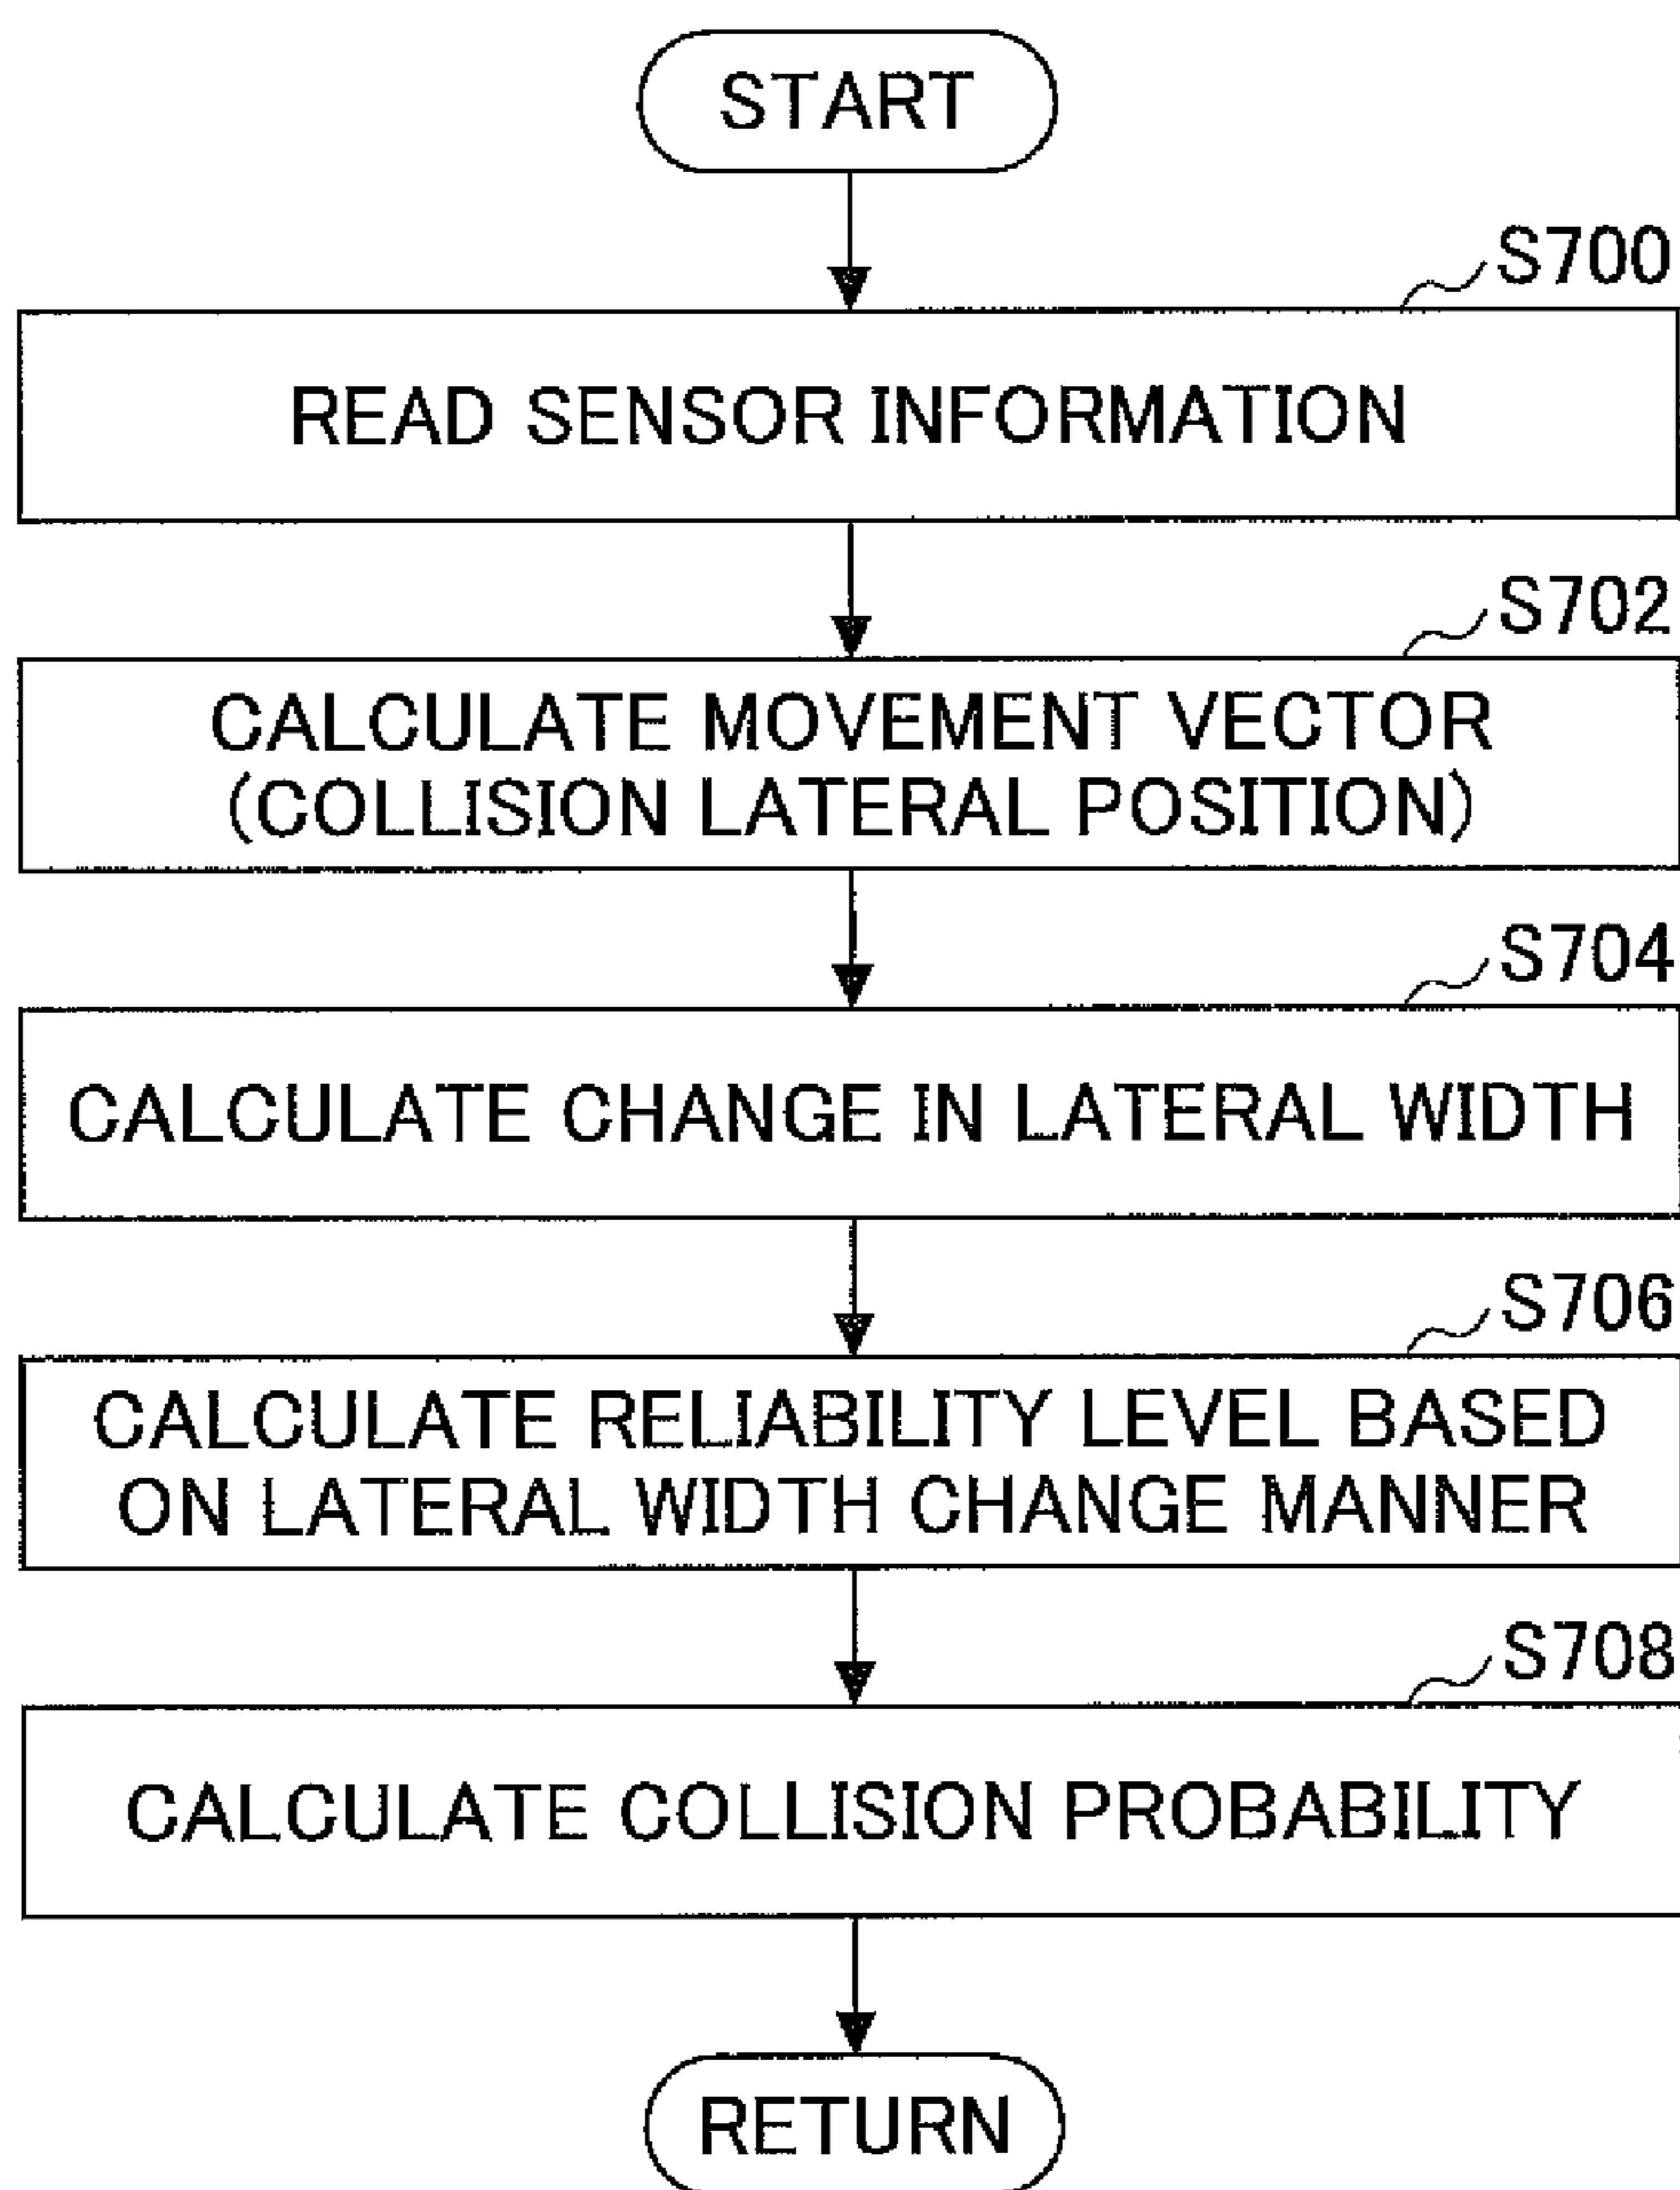 START
S700
READ SENSOR INFORMATION
S702
CALCULATE MOVEMENT VECTOR
(COLLISION LATERAL POSITION)
S704
CALCULATE CHANGE IN LATERAL WIDTH
S706
CALCULATE RELIABILITY LEVEL BASED
ON LATERAL WIDTH CHANGE MANNER
S708
CALCULATE COLLISION PROBABILITY
RETURN